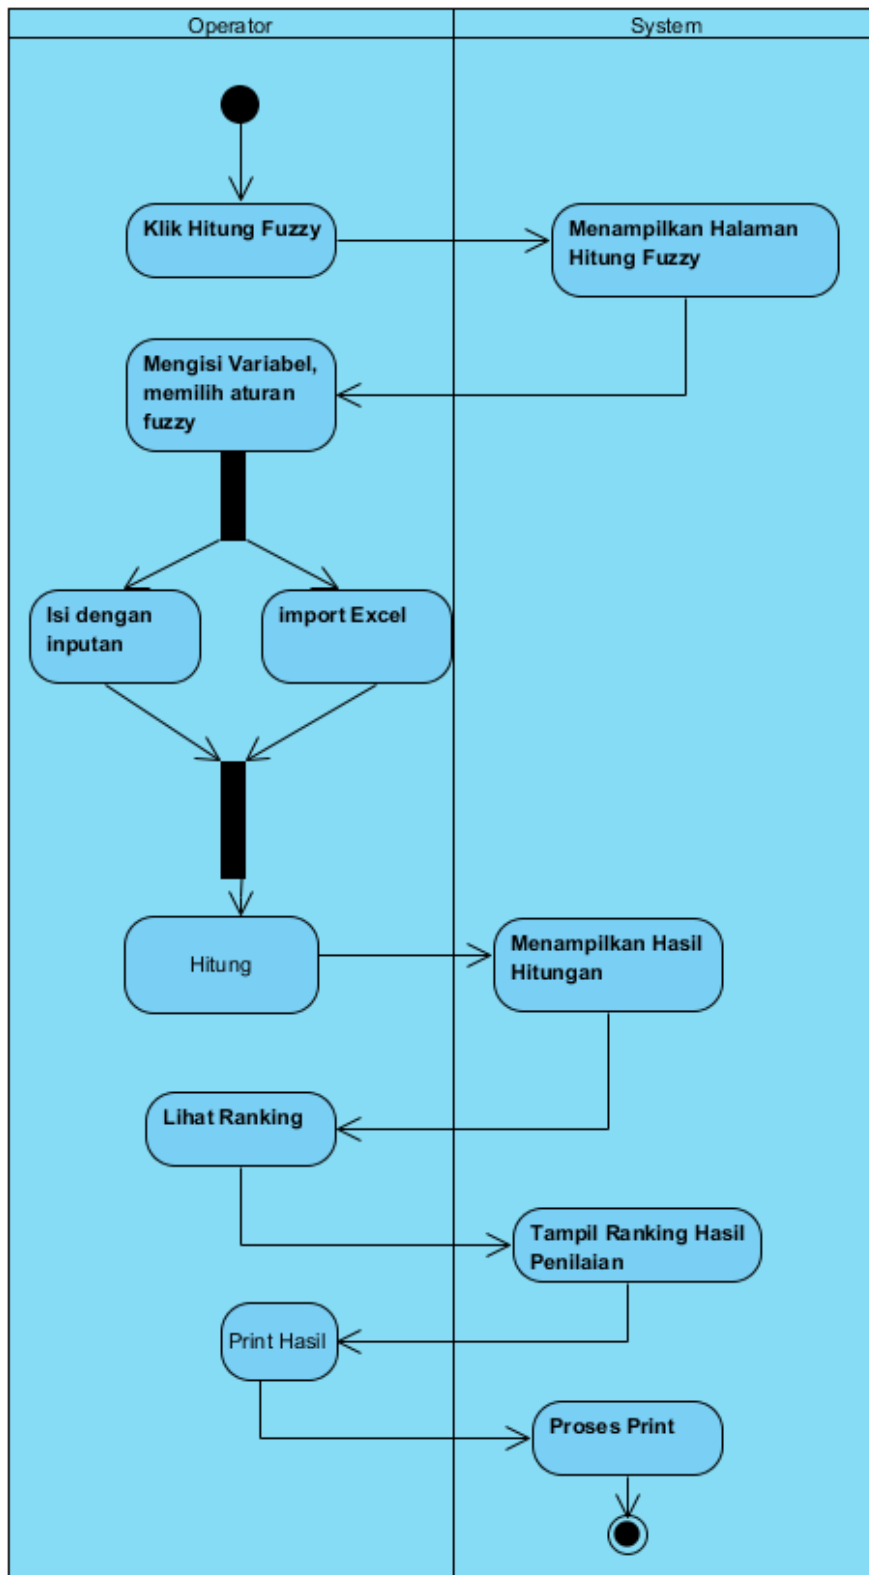 Operator
System
Klik Hitung Fuzzy
Menampilkan Halaman
Hitung Fuzzy
Mengisi Variabel,
memilih aturan
fuzzy
Isi dengan
inputan
import Excel
Hitung
Menampilkan Hasil
Hitungan
Lihat Ranking
Tampil Ranking Hasil
Penilaian
Print Hasil
Proses Print